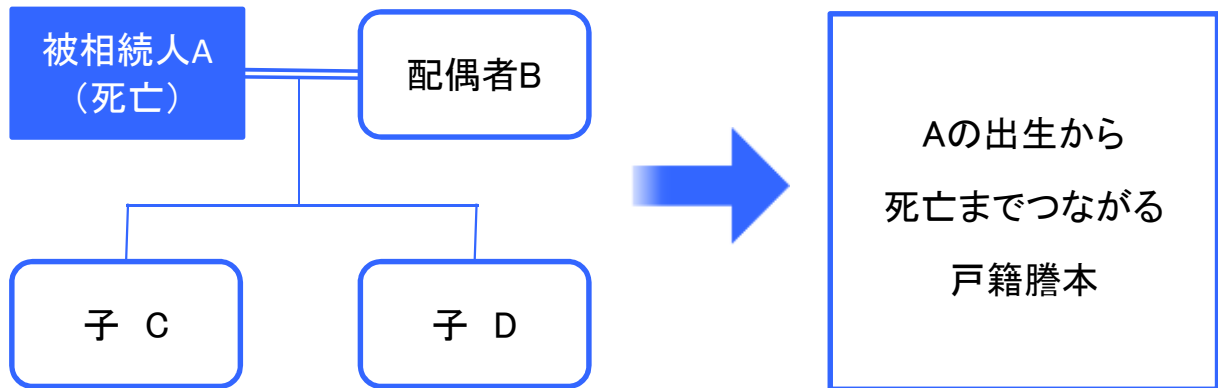 被相続人A
（死亡）
配偶者B
子　C
子　D
Aの出生から
死亡までつながる
戸籍謄本